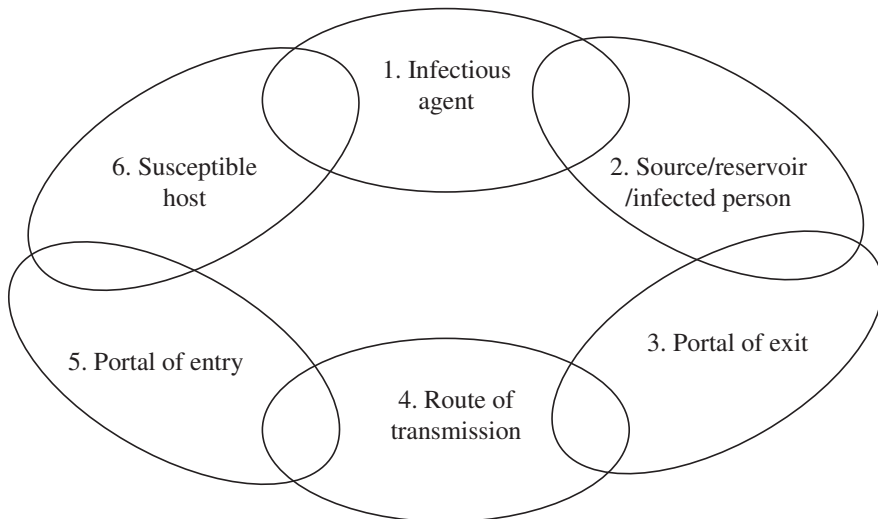 1. Infectious
agent
2. Source/reservoir
/infected person
3. Portal of exit
4. Route of
transmission
5. Portal of entry
6. Susceptible
host